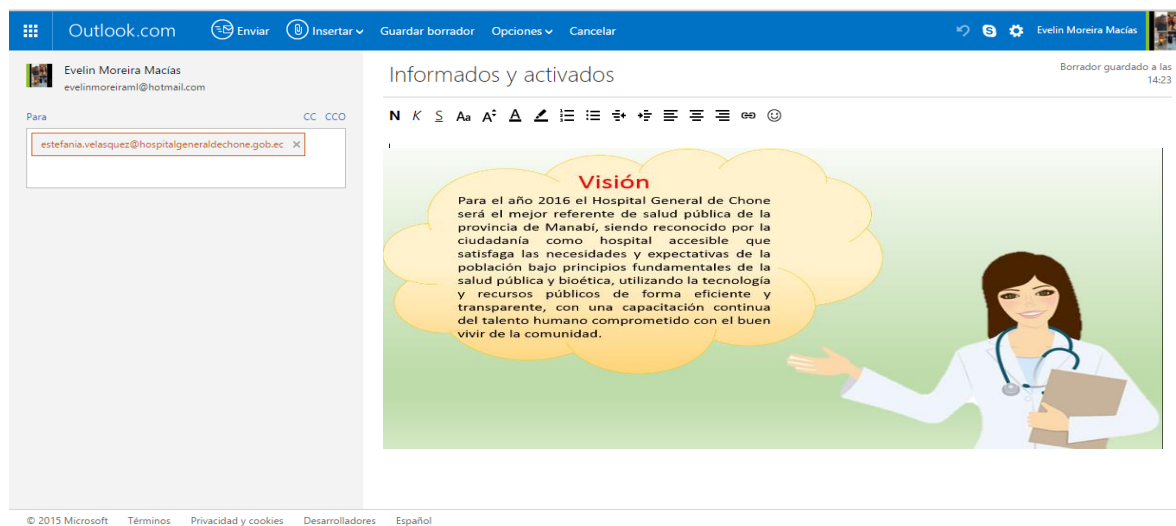 Outlook.com Enviar Insertar Guardar borrador Opciones Cancelar Evelin Moreira Macías
Evelin Moreira Macías
evelinmoreiraml@hotmail.com
Para CC CCO
estefania.velasquez@hospitalgeneraldechone.gob.ec ×
Informados y activados
Borrador guardado a las
14:23
N K S Aa A A
Visión
Para el año 2016 el Hospital General de Chone
será el mejor referente de salud pública de la
provincia de Manabí, siendo reconocido por la
ciudadanía como hospital accesible que
satisfaga las necesidades y expectativas de la
población bajo principios fundamentales de la
salud pública y bioética, utilizando la tecnología
y recursos públicos de forma eficiente y
transparente, con una capacitación continua
del talento humano comprometido con el buen
vivir de la comunidad.
© 2015 Microsoft Términos Privacidad y cookies Desarrolladores Español